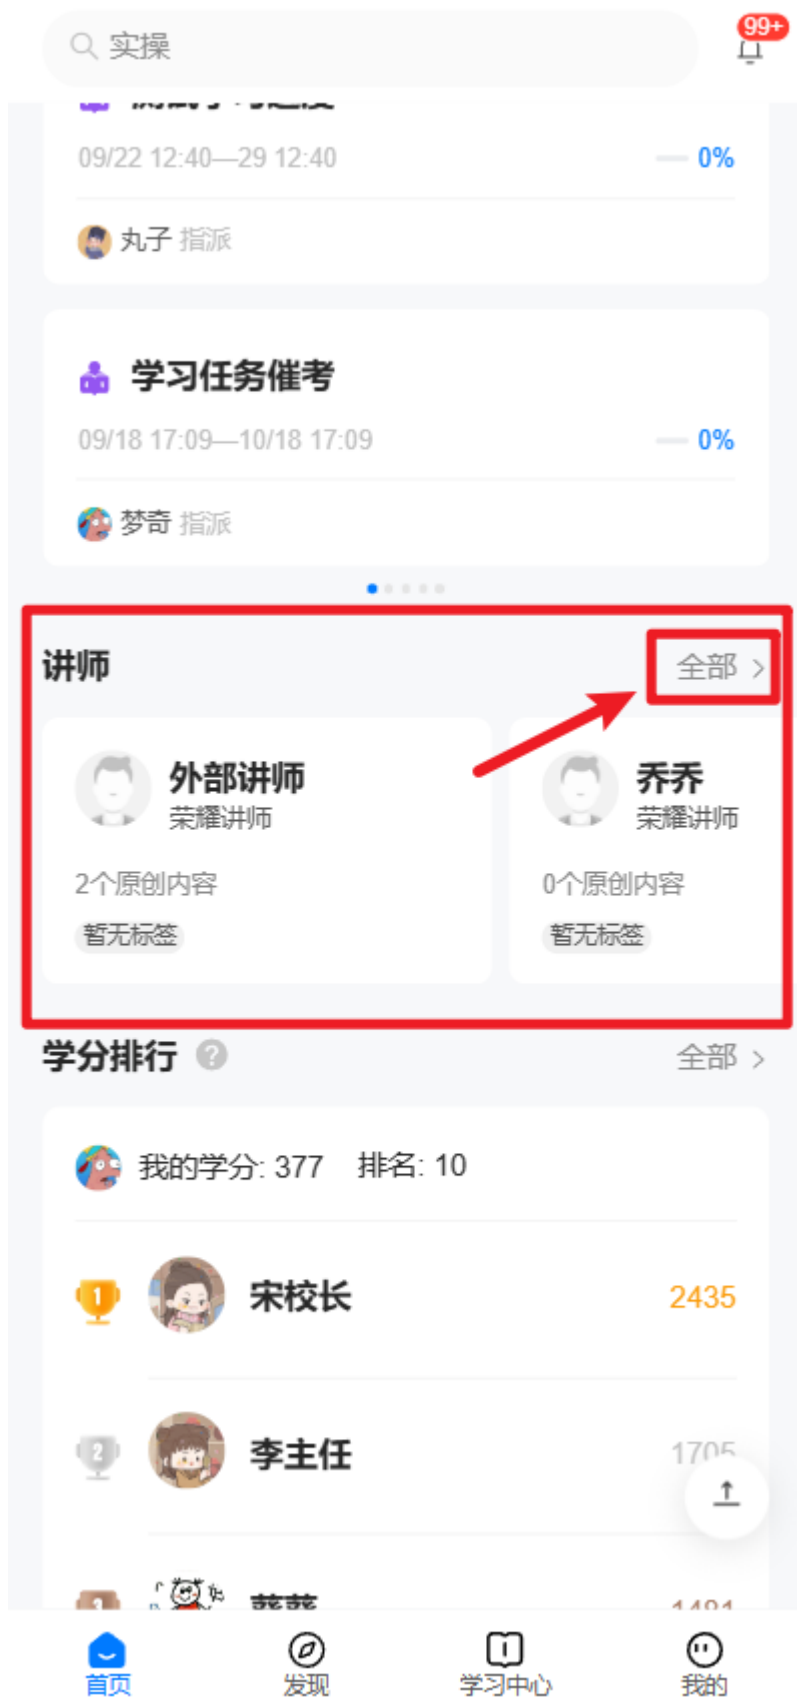 实操
99+
09/22 12:40—29 12:40
0%
丸子 指派
学习任务催考
09/18 17:09—10/18 17:09
0%
梦奇 指派
讲师
全部 >
外部讲师
荣耀讲师
2个原创内容
暂无标签
乔乔
荣耀讲师
0个原创内容
暂无标签
学分排行 ?
全部 >
我的学分: 377 排名: 10
1 宋校长 2435
2 李主任 1705
首页
发现
学习中心
我的